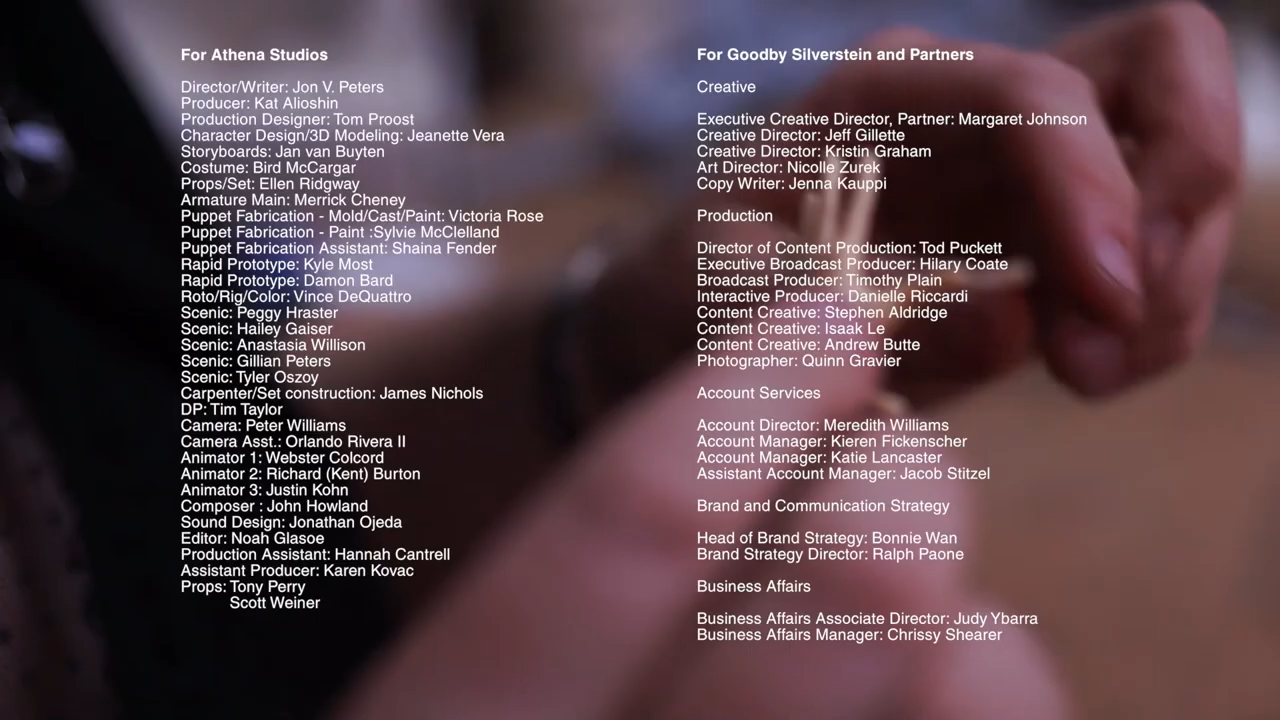 For Athena Studios
Director/Writer: Jon V. Peters
Producer: Kat Alioshin
Production Designer: Tom Proost
Character Design/3D Modeling: Jeanette Vera
Storyboards: Jan van Buyten
Costume: Bird McCargar
Props/Set: Ellen Ridgway
Armature Main: Merrick Cheney
Puppet Fabrication - Mold/Cast/Paint: Victoria Rose
Puppet Fabrication - Paint :Sylvie McClelland
Puppet Fabrication Assistant: Shaina Fender
Rapid Prototype: Kyle Most
Rapid Prototype: Damon Bard
Roto/Rig/Color: Vince DeQuattro
Scenic: Peggy Hraster
Scenic: Hailey Gaiser
Scenic: Anastasia Willison
Scenic: Gillian Peters
Scenic: Tyler Oszoy
Carpenter/Set construction: James Nichols
DP: Tim Taylor
Camera: Peter Williams
Camera Asst.: Orlando Rivera II
Animator 1: Webster Colcord
Animator 2: Richard (Kent) Burton
Animator 3: Justin Kohn
Composer : John Howland
Sound Design: Jonathan Ojeda
Editor: Noah Glasoe
Production Assistant: Hannah Cantrell
Assistant Producer: Karen Kovac
Props: Tony Perry
Scott Weiner
For Goodby Silverstein and Partners
Creative
Executive Creative Director, Partner: Margaret Johnson
Creative Director: Jeff Gillette
Creative Director: Kristin Graham
Art Director: Nicolle Zurek
Copy Writer: Jenna Kauppi
Production
Director of Content Production: Tod Puckett
Executive Broadcast Producer: Hilary Coate
Broadcast Producer: Timothy Plain
Interactive Producer: Danielle Riccardi
Content Creative: Stephen Aldridge
Content Creative: Isaak Le
Content Creative: Andrew Butte
Photographer: Quinn Gravier
Account Services
Account Director: Meredith Williams
Account Manager: Kieren Fickenscher
Account Manager: Katie Lancaster
Assistant Account Manager: Jacob Stitzel
Brand and Communication Strategy
Head of Brand Strategy: Bonnie Wan
Brand Strategy Director: Ralph Paone
Business Affairs
Business Affairs Associate Director: Judy Ybarra
Business Affairs Manager: Chrissy Shearer